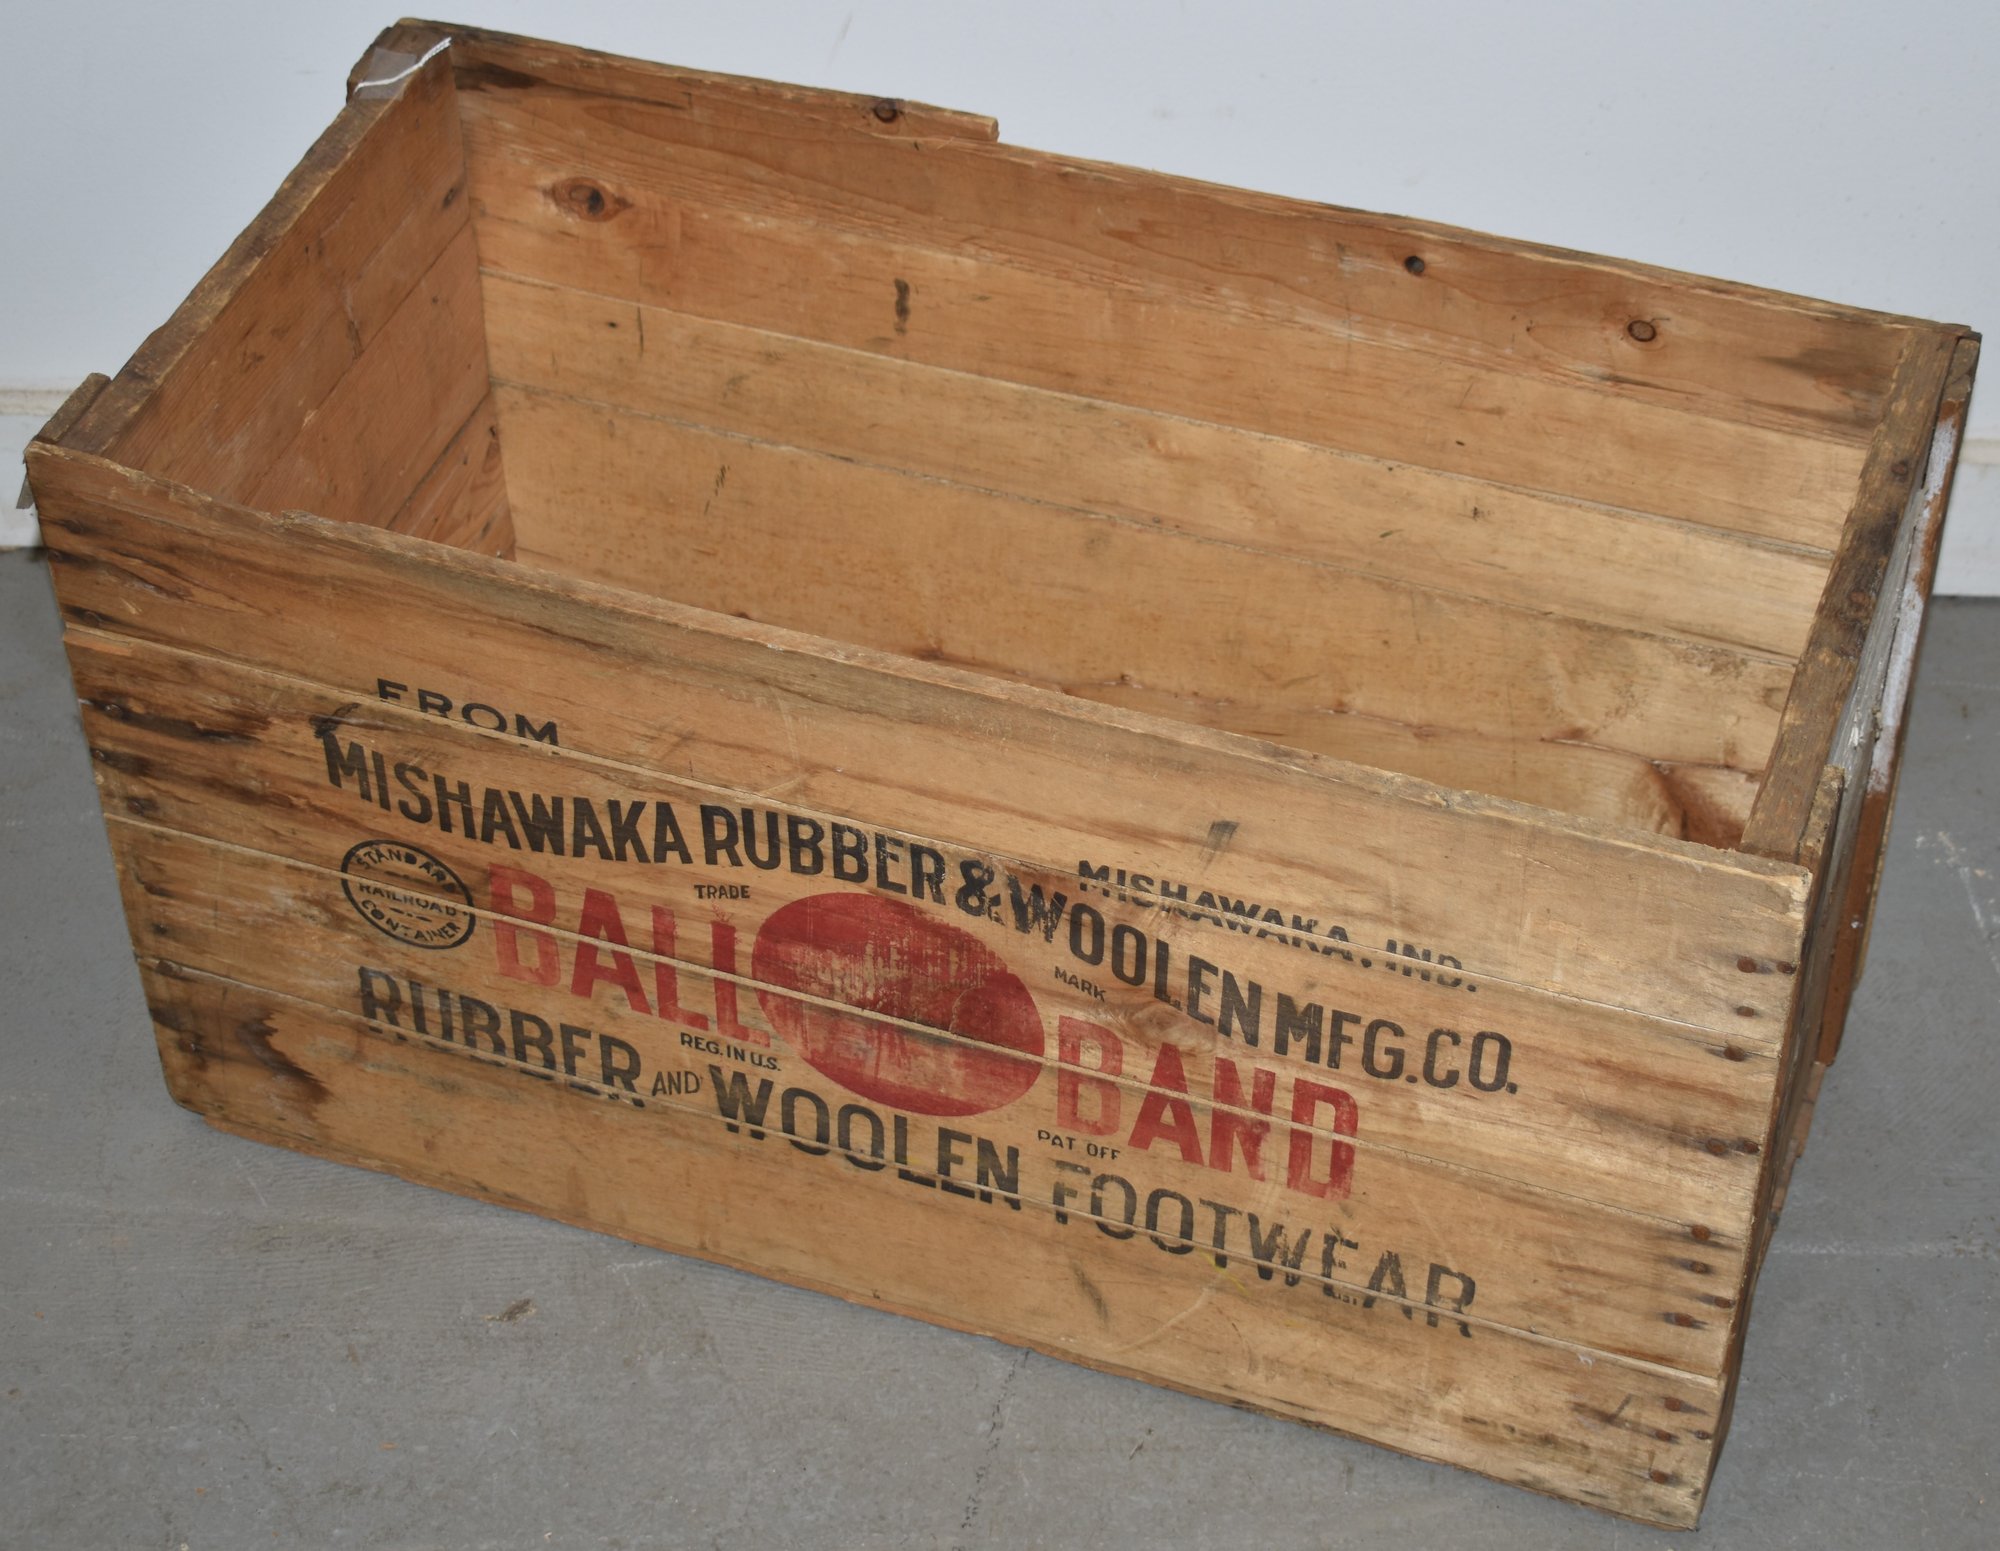 FROM
MISHAWAKA RUBBER & WOOLEN MFG. CO.
MISHAWAKA, IND.
STANDARD
RAILROAD
CONTAINER
TRADE MARK
BALL BAND
REG. IN U.S. PAT. OFF
RUBBER AND WOOLEN FOOTWEAR